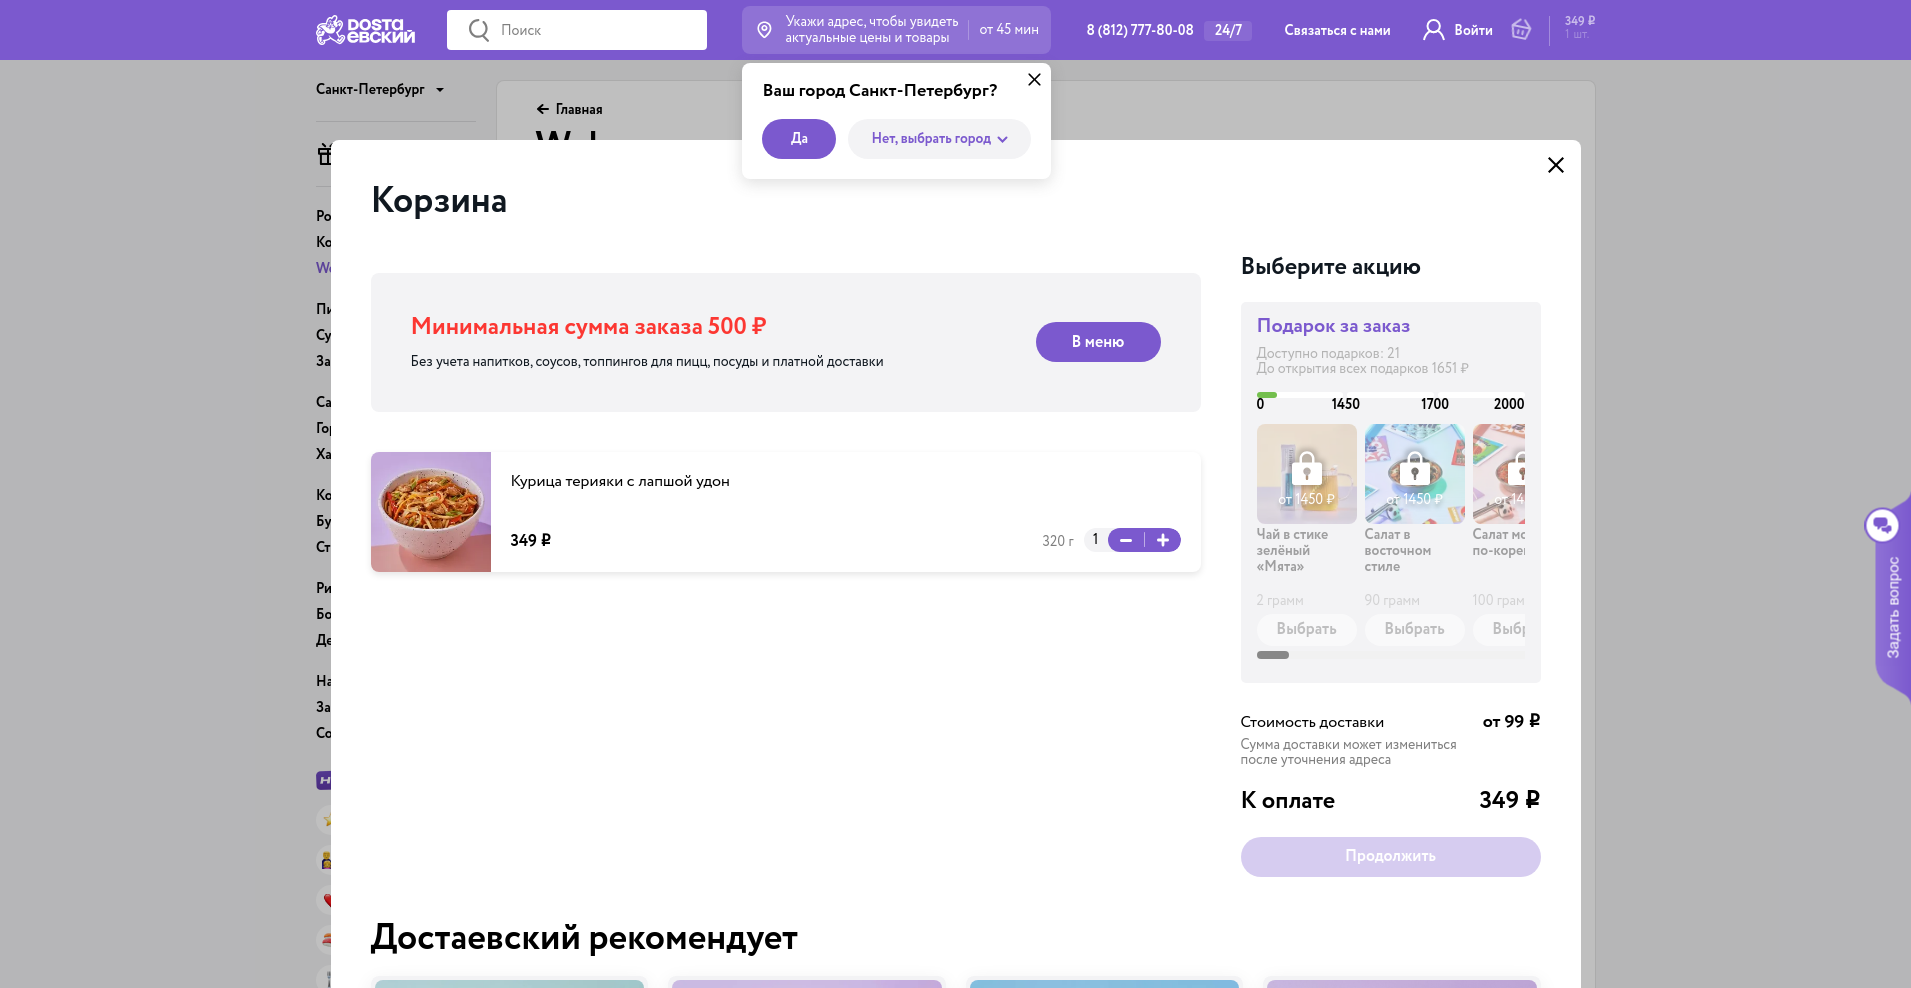 DOSTAЕВСКИЙ
Поиск
Укажи адрес, чтобы увидеть
актуальные цены и товары
от 45 мин
8 (812) 777-80-08
24/7
Связаться с нами
Войти
349 ₽
1 шт.
Санкт-Петербург
Главная
Ваш город Санкт-Петербург?
Да
Нет, выбрать город
Корзина
Минимальная сумма заказа 500 ₽
Без учета напитков, соусов, топпингов для пицц, посуды и платной доставки
В меню
Курица терияки с лапшой удон
349 ₽
320 г
1
Выберите акцию
Подарок за заказ
Доступно подарков: 21
До открытия всех подарков 1651 ₽
0 1450 1700 2000
от 1450 ₽ от 1450 ₽ от 14
Чай в стике зелёный «Мята»
Салат в восточном стиле
Салат мо
по-корей
2 грамм 90 грамм 100 грам
Выбрать Выбрать Выбр
Стоимость доставки от 99 ₽
Сумма доставки может измениться
после уточнения адреса
К оплате 349 ₽
Продолжить
Задать вопрос
Достаевский рекомендует